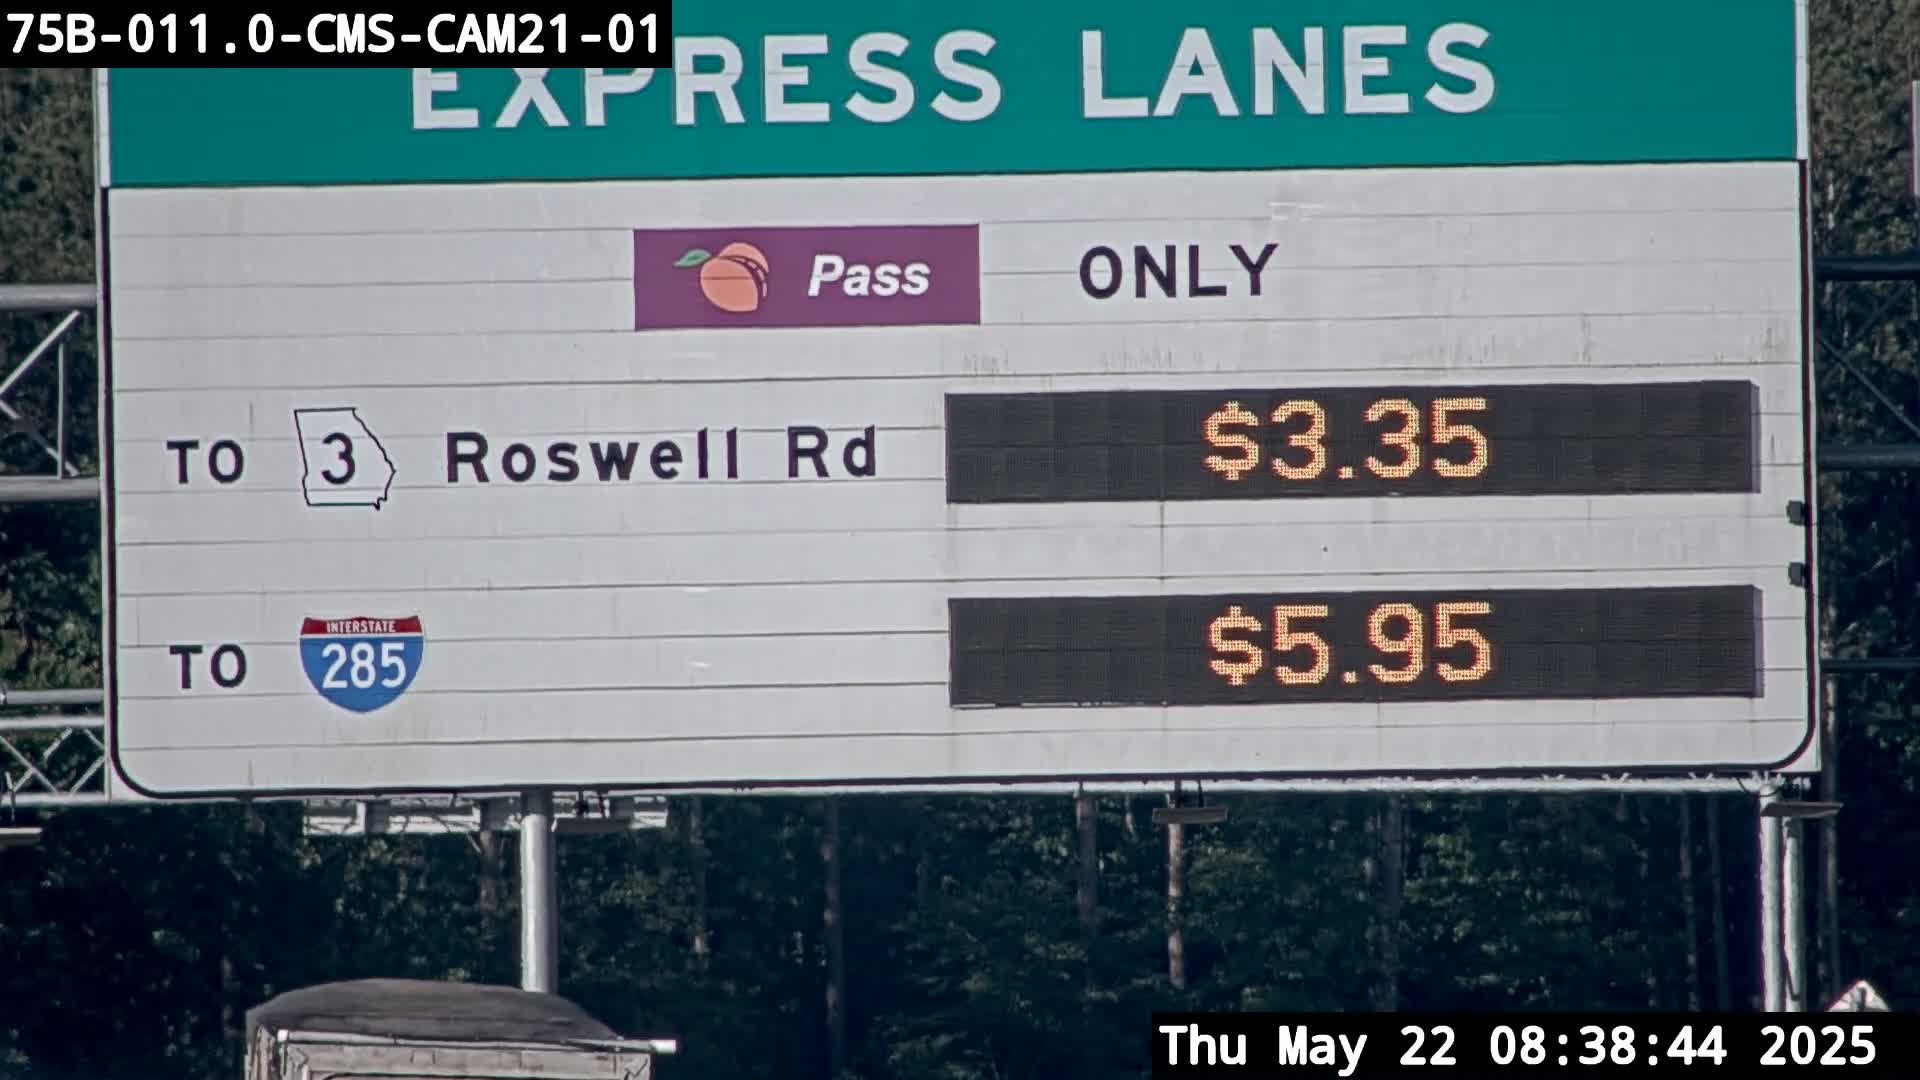 75B-011.0-CMS-CAM21-01
EXPRESS LANES
Pass ONLY
TO 3 Roswell Rd $3.35
INTERSTATE
TO 285 $5.95
Thu May 22 08:38:44 2025